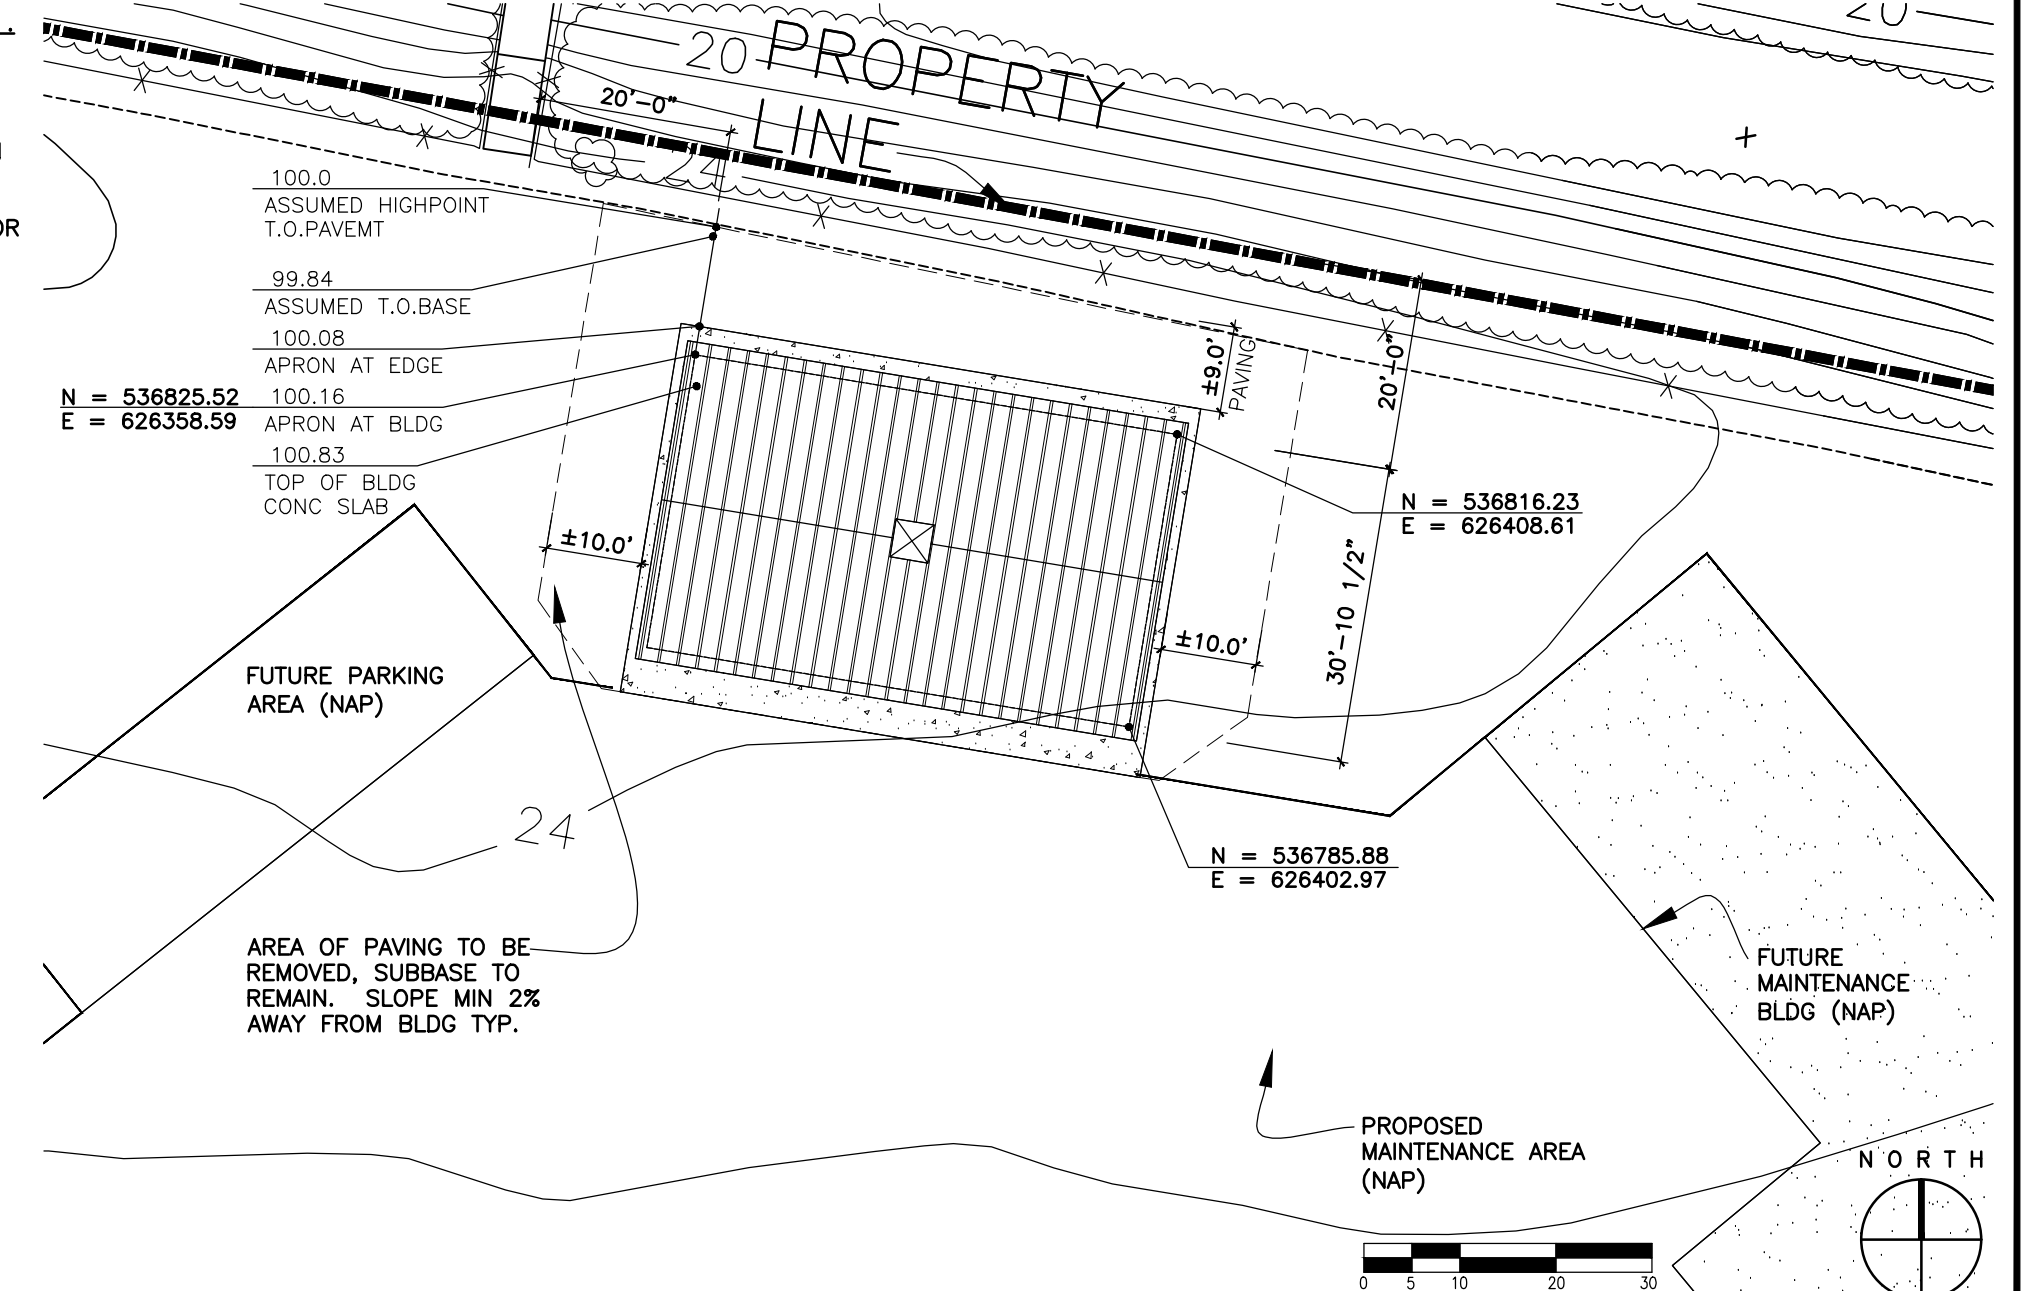 20
20
PROPERTY
LINE
20'-0"
24
OR
100.0
ASSUMED HIGHPOINT
T.O.PAVEMT
99.84
ASSUMED T.O.BASE
100.08
APRON AT EDGE
N = 536825.52
E = 626358.59
100.16
APRON AT BLDG
100.83
TOP OF BLDG
CONC SLAB
±9.0'
PAVING
20'-0"
N = 536816.23
E = 626408.61
±10.0'
±10.0'
30'-10 1/2"
FUTURE PARKING
AREA (NAP)
24
N = 536785.88
E = 626402.97
AREA OF PAVING TO BE
REMOVED, SUBBASE TO
REMAIN. SLOPE MIN 2%
AWAY FROM BLDG TYP.
FUTURE
MAINTENANCE
BLDG (NAP)
PROPOSED
MAINTENANCE AREA
(NAP)
NORTH
0 5 10 20 30